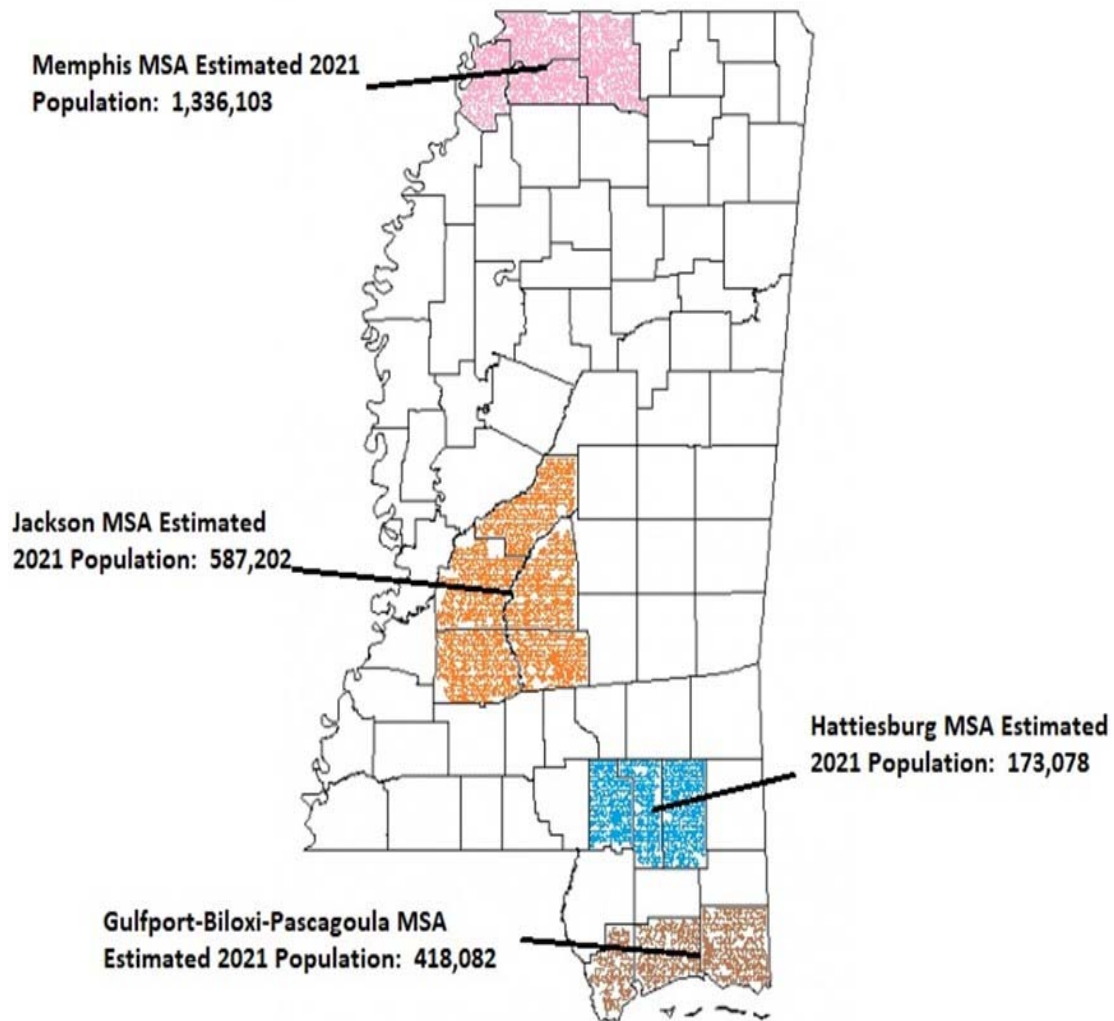 Memphis MSA Estimated 2021
Population: 1,336,103
Jackson MSA Estimated
2021 Population: 587,202
Hattiesburg MSA Estimated
2021 Population: 173,078
Gulfport-Biloxi-Pascagoula MSA
Estimated 2021 Population: 418,082